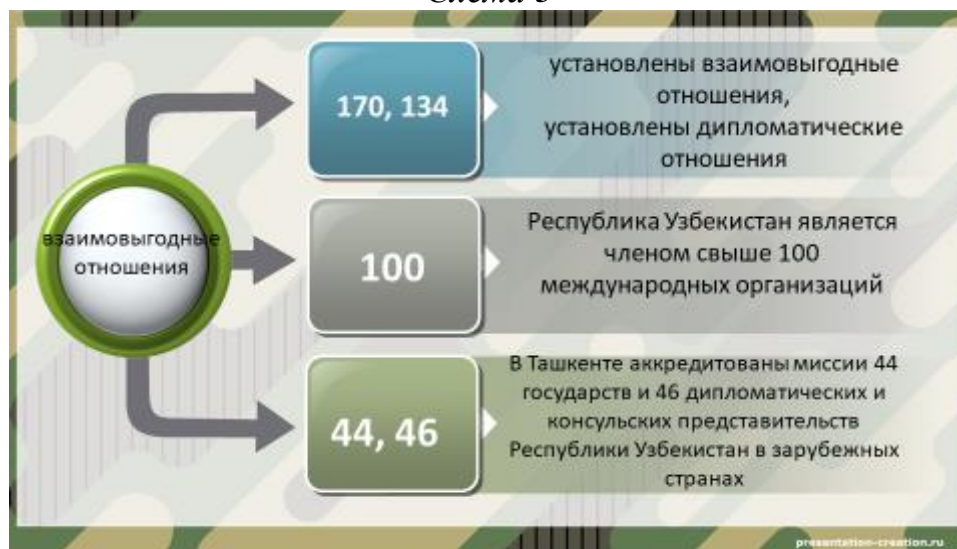 взаимовыгодные
отношения
170, 134
установлены взаимовыгодные
отношения,
установлены дипломатические
отношения
100
Республика Узбекистан является
членом свыше 100
международных организаций
44, 46
В Ташкенте аккредитованы миссии 44
государств и 46 дипломатических и
консульских представительств
Республики Узбекистан в зарубежных
странах
presentation-creation.ru